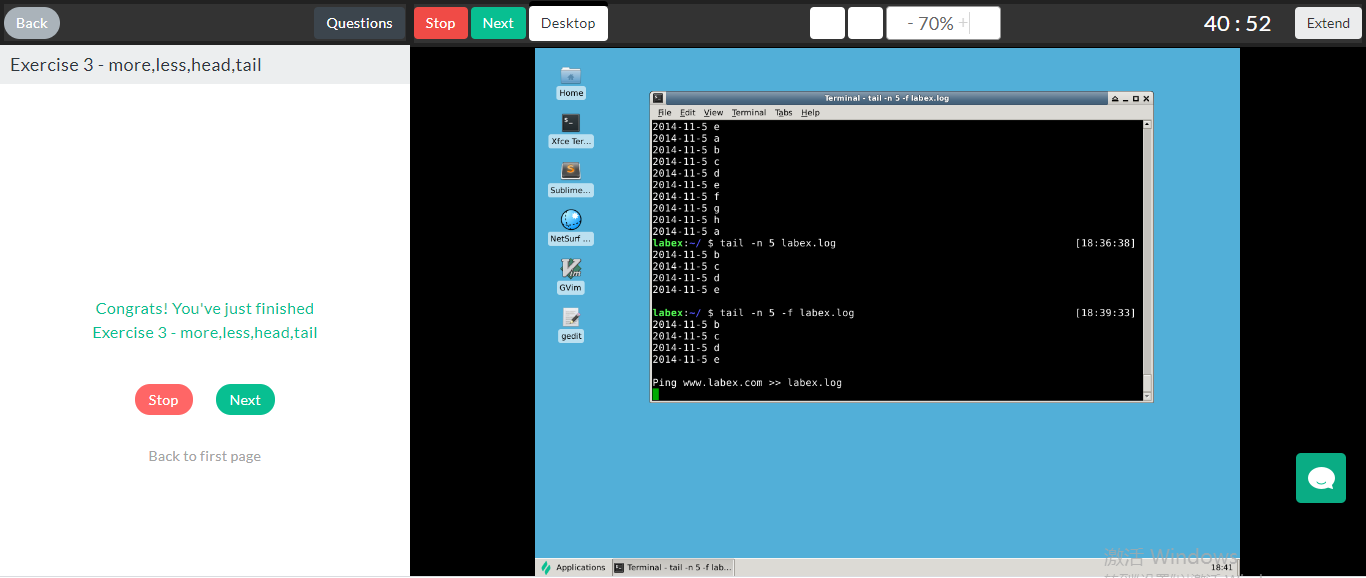 Back
Questions
Stop
Next
Desktop
- 70% +
40 : 52
Extend
Exercise 3 - more,less,head,tail
Congrats! You've just finished
Exercise 3 - more,less,head,tail
Stop
Next
Back to first page
Home
Xfce Ter...
Sublime...
NetSurf ...
GVim
gedit
Terminal - tail -n 5 -f labex.log
File Edit View Terminal Tabs Help
2014-11-5 e
2014-11-5 a
2014-11-5 b
2014-11-5 c
2014-11-5 d
2014-11-5 e
2014-11-5 f
2014-11-5 g
2014-11-5 h
2014-11-5 a
labex:~/ $ tail -n 5 labex.log [18:36:38]
2014-11-5 b
2014-11-5 c
2014-11-5 d
2014-11-5 e
labex:~/ $ tail -n 5 -f labex.log [18:39:33]
2014-11-5 b
2014-11-5 c
2014-11-5 d
2014-11-5 e
Ping www.labex.com >> labex.log
Applications
Terminal - tail -n 5 -f lab...
激活 Windows
18:41